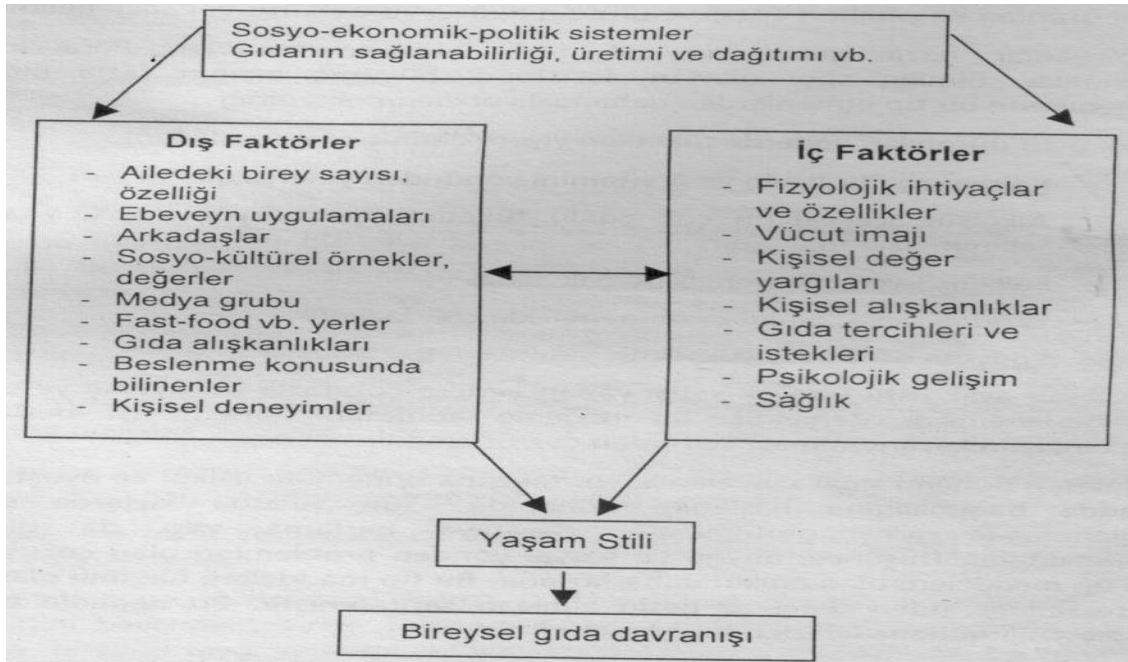 Sosyo-ekonomik-politik sistemler
Gıdanın sağlanabilirliği, üretimi ve dağıtımı vb.
Dış Faktörler
- Ailedeki birey sayısı,
özelliği
- Ebeveyn uygulamaları
- Arkadaşlar
- Sosyo-kültürel örnekler,
değerler
- Medya grubu
- Fast-food vb. yerler
- Gıda alışkanlıkları
- Beslenme konusunda
bilinenler
- Kişisel deneyimler
İç Faktörler
- Fizyolojik ihtiyaçlar
ve özellikler
- Vücut imajı
- Kişisel değer
yargıları
- Kişisel alışkanlıklar
- Gıda tercihleri ve
istekleri
- Psikolojik gelişim
Sağlık
Yaşam Stili
Bireysel gıda davranışı